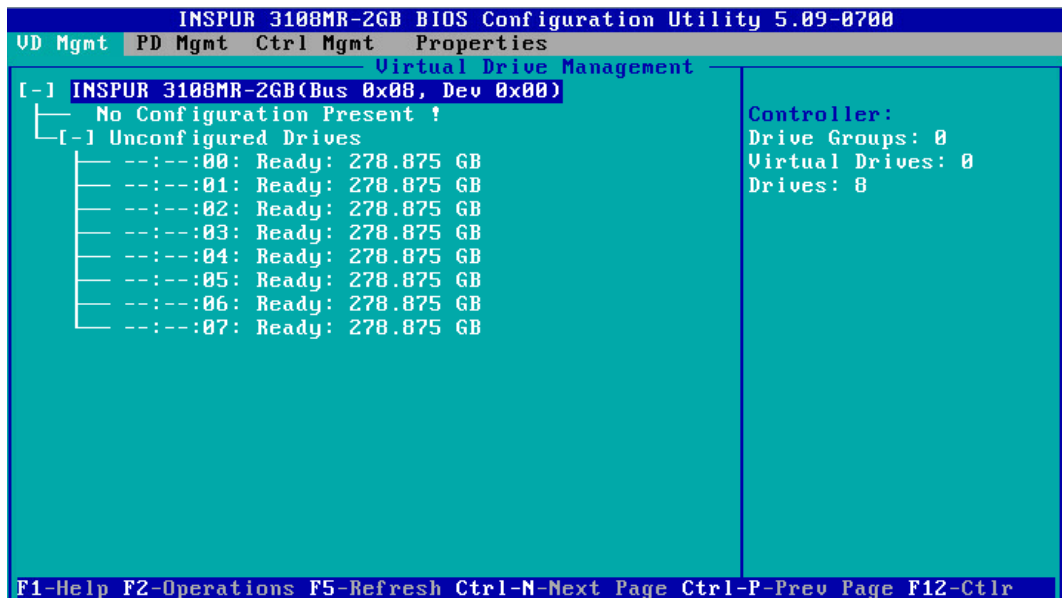 INSPUR 3108MR-2GB BIOS Configuration Utility 5.09-0700
VD Mgmt PD Mgmt Ctrl Mgmt Properties
Virtual Drive Management
[-] INSPUR 3108MR-2GB(Bus 0x08, Dev 0x00)
No Configuration Present !
[-] Unconfigured Drives
--:--:00: Ready: 278.875 GB
--:--:01: Ready: 278.875 GB
--:--:02: Ready: 278.875 GB
--:--:03: Ready: 278.875 GB
--:--:04: Ready: 278.875 GB
--:--:05: Ready: 278.875 GB
--:--:06: Ready: 278.875 GB
--:--:07: Ready: 278.875 GB
Controller:
Drive Groups: 0
Virtual Drives: 0
Drives: 8
F1-Help F2-Operations F5-Refresh Ctrl-N-Next Page Ctrl-P-Prev Page F12-Ctlr